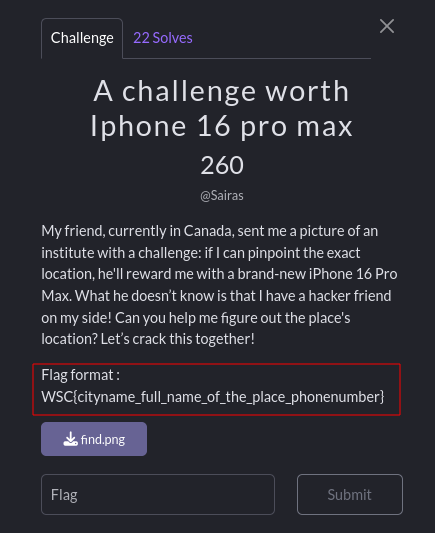 Challenge
22 Solves
A challenge worth
Iphone 16 pro max
260
@Sairas
My friend, currently in Canada, sent me a picture of an
institute with a challenge: if I can pinpoint the exact
location, he'll reward me with a brand-new iPhone 16 Pro
Max. What he doesn’t know is that I have a hacker friend
on my side! Can you help me figure out the place's
location? Let’s crack this together!
Flag format :
WSC{cityname_full_name_of_the_place_phonenumber}
find.png
Flag
Submit